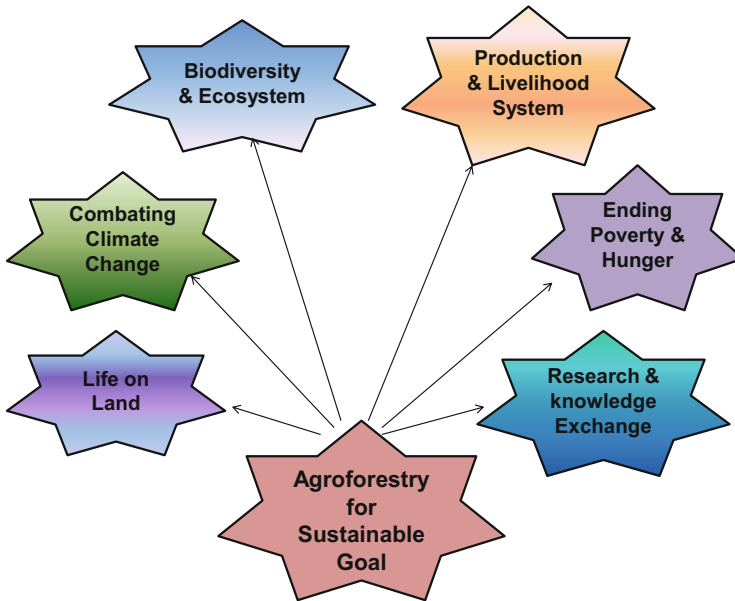 Biodiversity
& Ecosystem
Production
& Livelihood
System
Combating
Climate
Change
Ending
Poverty &
Hunger
Life on
Land
Research &
knowledge
Exchange
Agroforestry
for
Sustainable
Goal